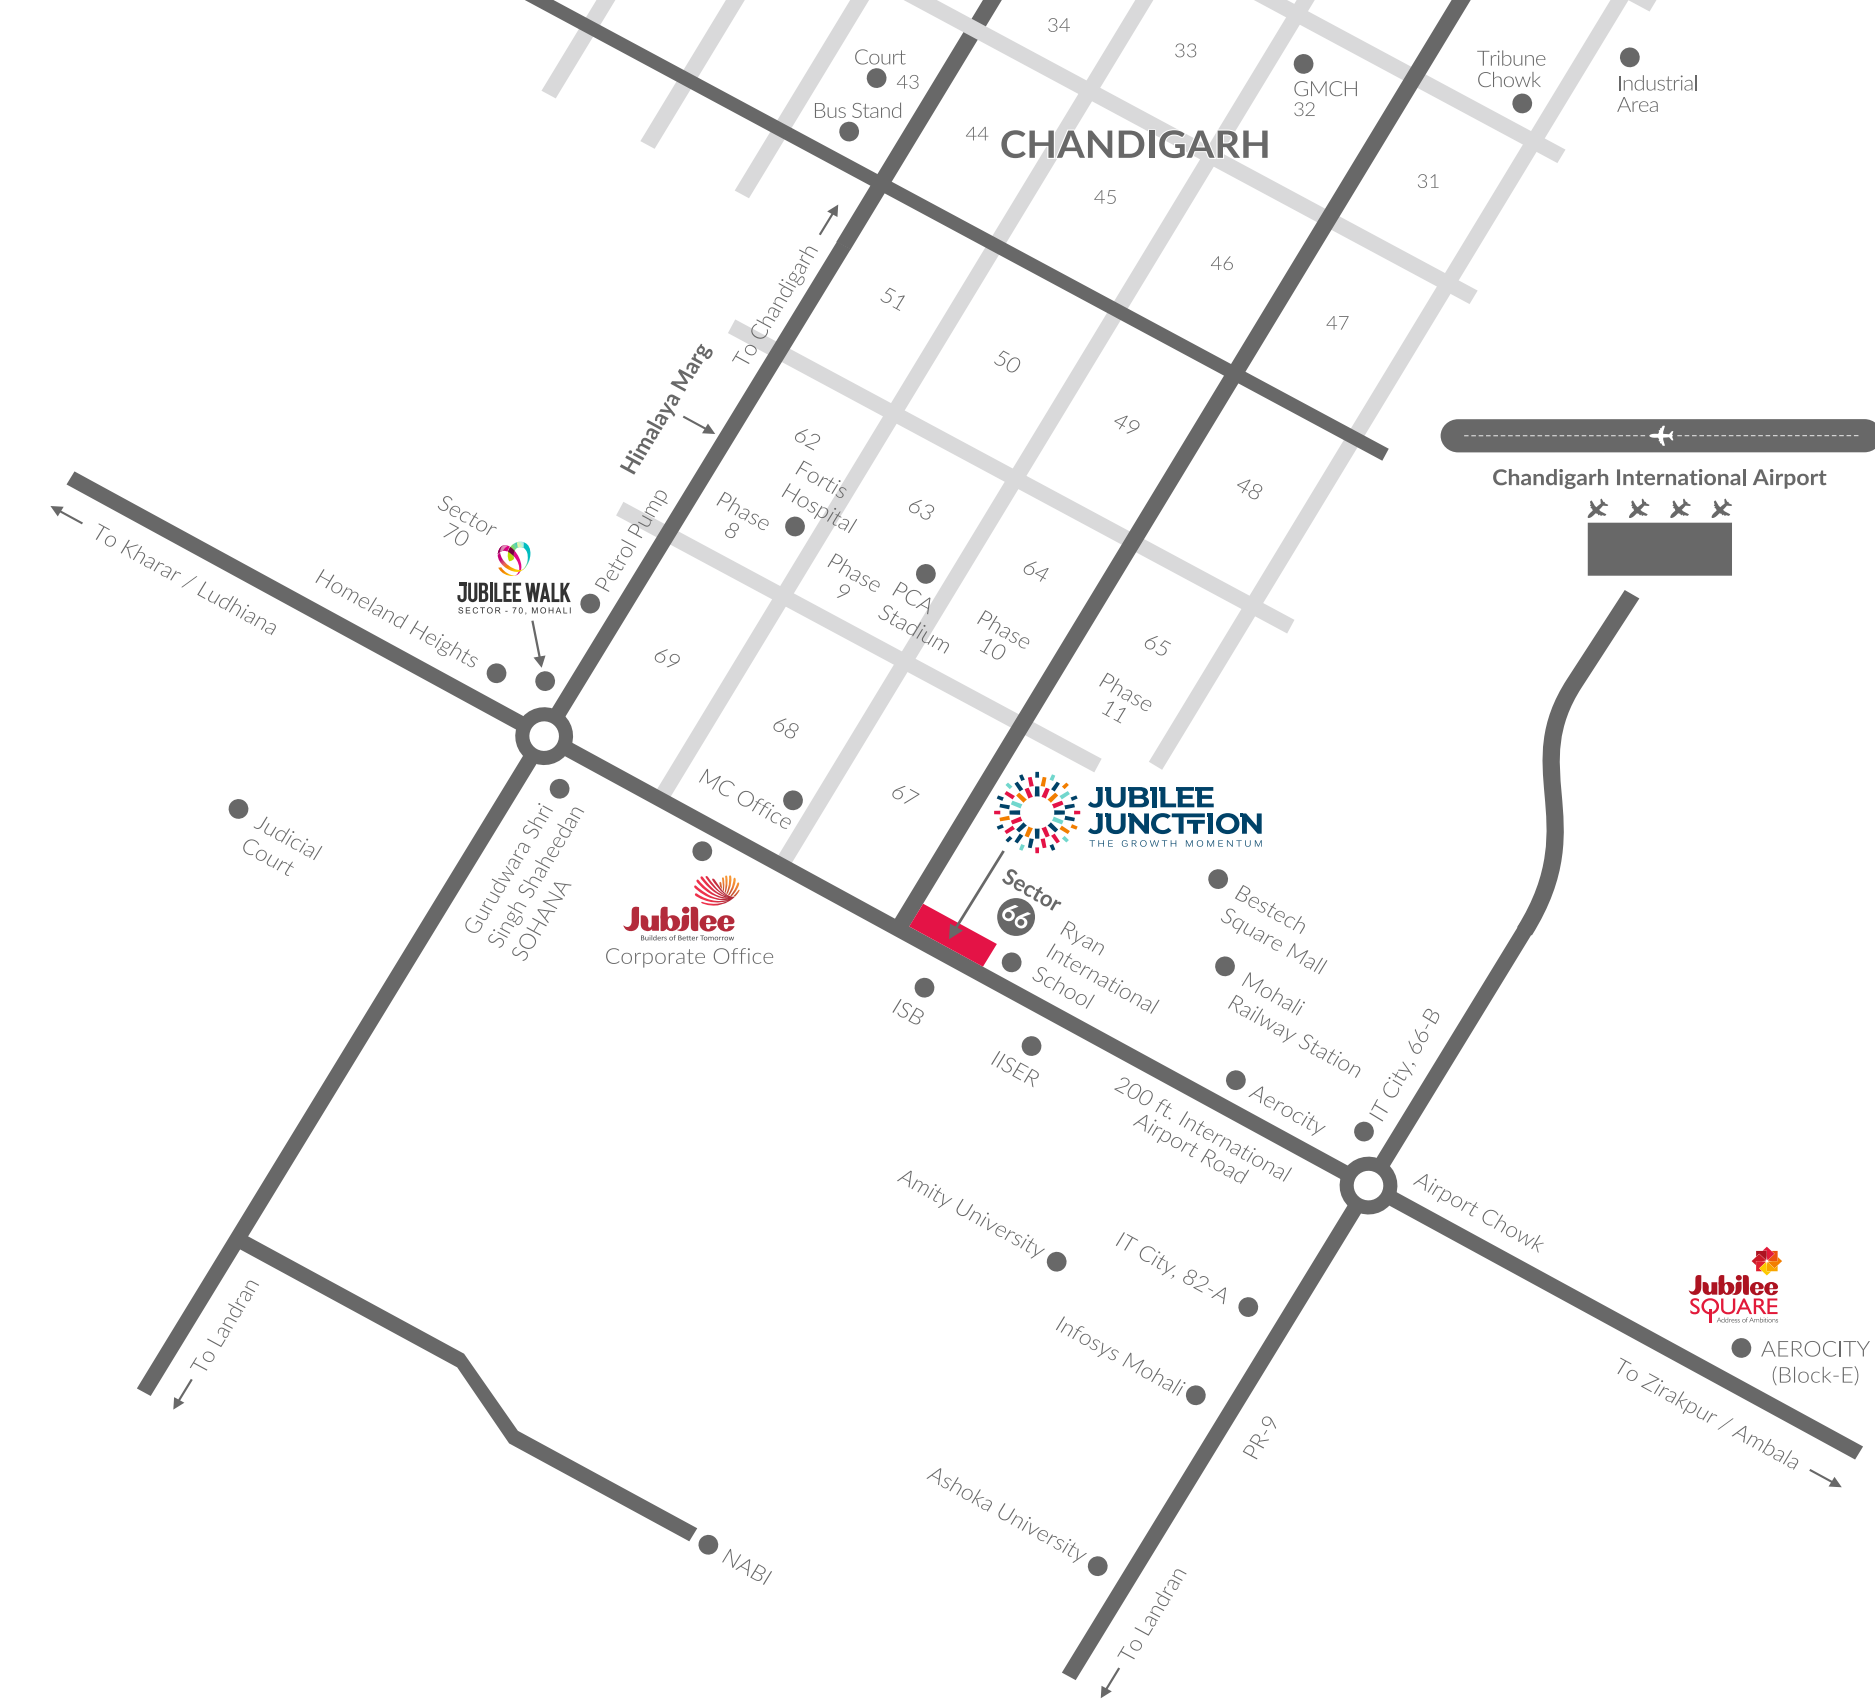 34
33
Court
43
Bus Stand
GMCH
32
Tribune
Chowk
Industrial
Area
44
CHANDIGARH
45
31
46
47
To Chandigarh
51
50
49
48
Himalaya Marg
Chandigarh International Airport
62
Fortis
Hospital
Phase
8
63
Phase
9
PCA
Stadium
64
Phase
10
65
Phase
11
To Kharar / Ludhiana
Sector
70
JUBILEE WALK
SECTOR - 70, MOHALI
Petrol Pump
Homeland Heights
69
68
67
MC Office
Judicial
Court
Gurudwara Shri
Singh Shaheedan
SOHANA
Jubilee
Builders of Better Tomorrow
Corporate Office
JUBILEE
JUNCTTION
THE GROWTH MOMENTUM
Sector
66
Ryan
International
School
Bestech
Square Mall
Mohali
Railway Station
ISB
IISER
Aerocity
IT City, 66-B
200 ft. International
Airport Road
Airport Chowk
Amity University
IT City, 82-A
Infosys Mohali
Jubilee
SQUARE
Address of Ambitions
AEROCITY
(Block-E)
To Zirakpur / Ambala
PR-9
Ashoka University
To Landran
To Landran
NABI